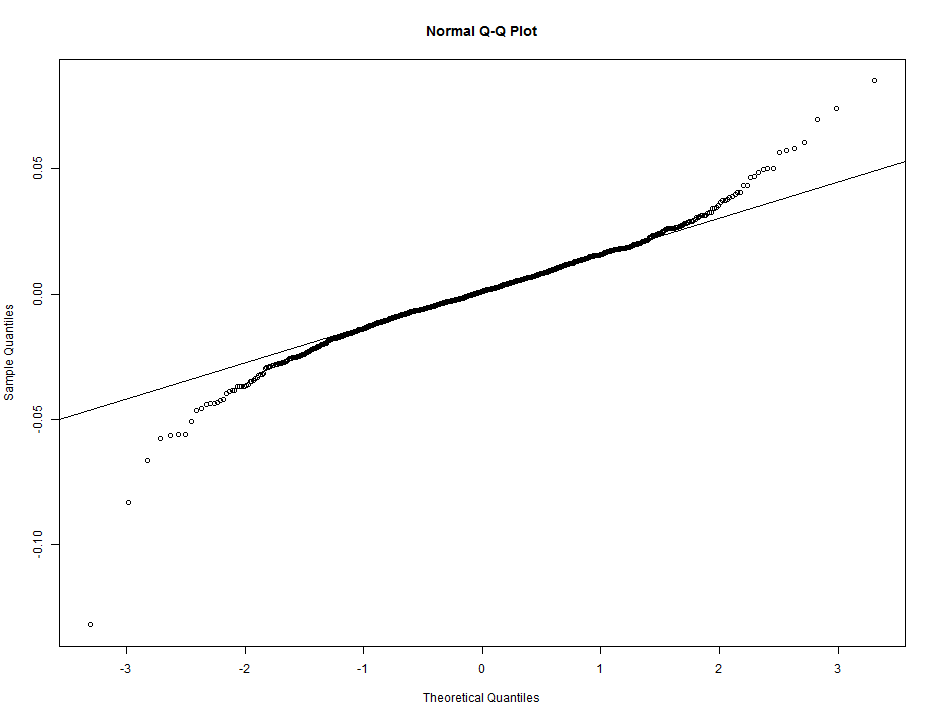 Normal Q-Q Plot
Sample Quantiles
0.05
0.00
-0.05
-0.10
-3 -2 -1 0 1 2 3
Theoretical Quantiles